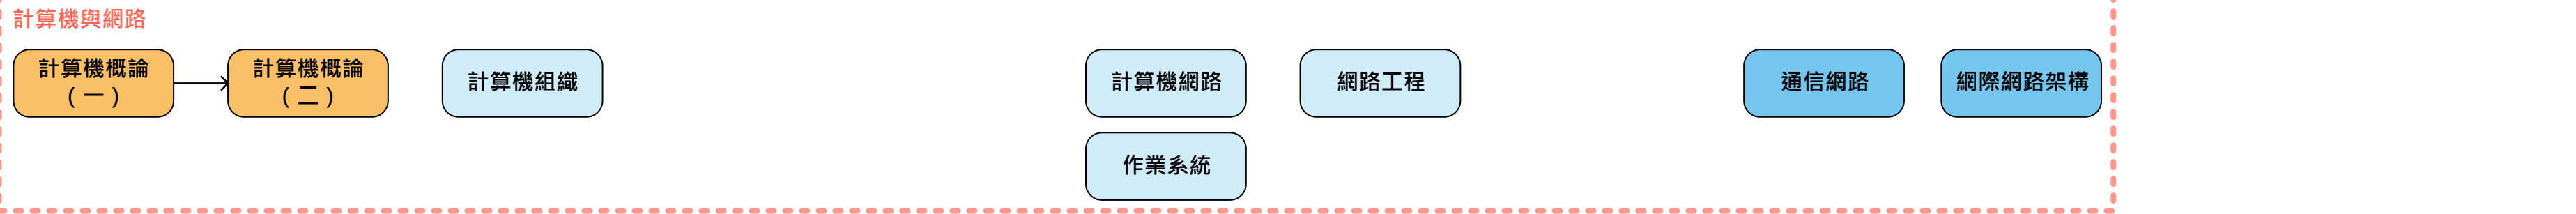 計算機與網路
計算機概論
（一）
計算機概論
（二）
計算機組織
計算機網路
網路工程
通信網路
網際網路架構
作業系統